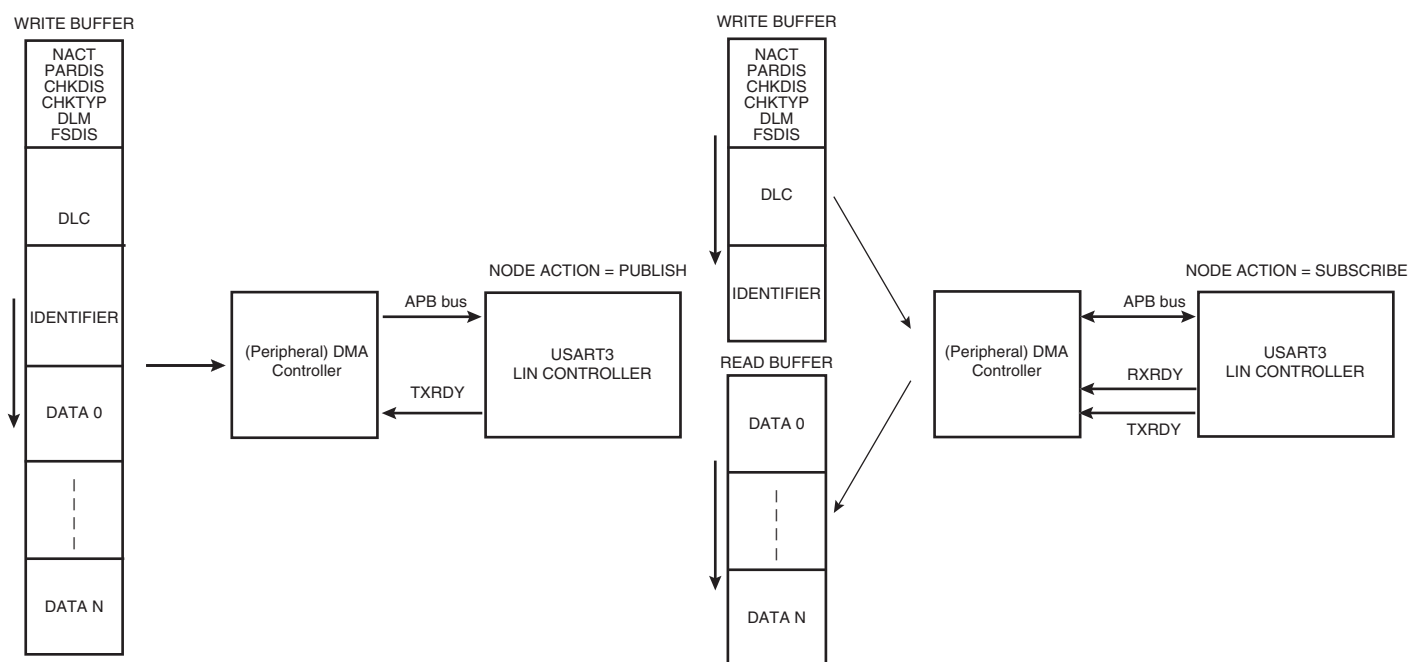 WRITE BUFFER
NACT
PARDIS
CHKDIS
CHKTYP
DLM
FSDIS
DLC
IDENTIFIER
DATA 0
DATA N
(Peripheral) DMA
Controller
APB bus
TXRDY
NODE ACTION = PUBLISH
USART3
LIN CONTROLLER
WRITE BUFFER
NACT
PARDIS
CHKDIS
CHKTYP
DLM
FSDIS
DLC
IDENTIFIER
READ BUFFER
DATA 0
DATA N
(Peripheral) DMA
Controller
APB bus
RXRDY
TXRDY
NODE ACTION = SUBSCRIBE
USART3
LIN CONTROLLER